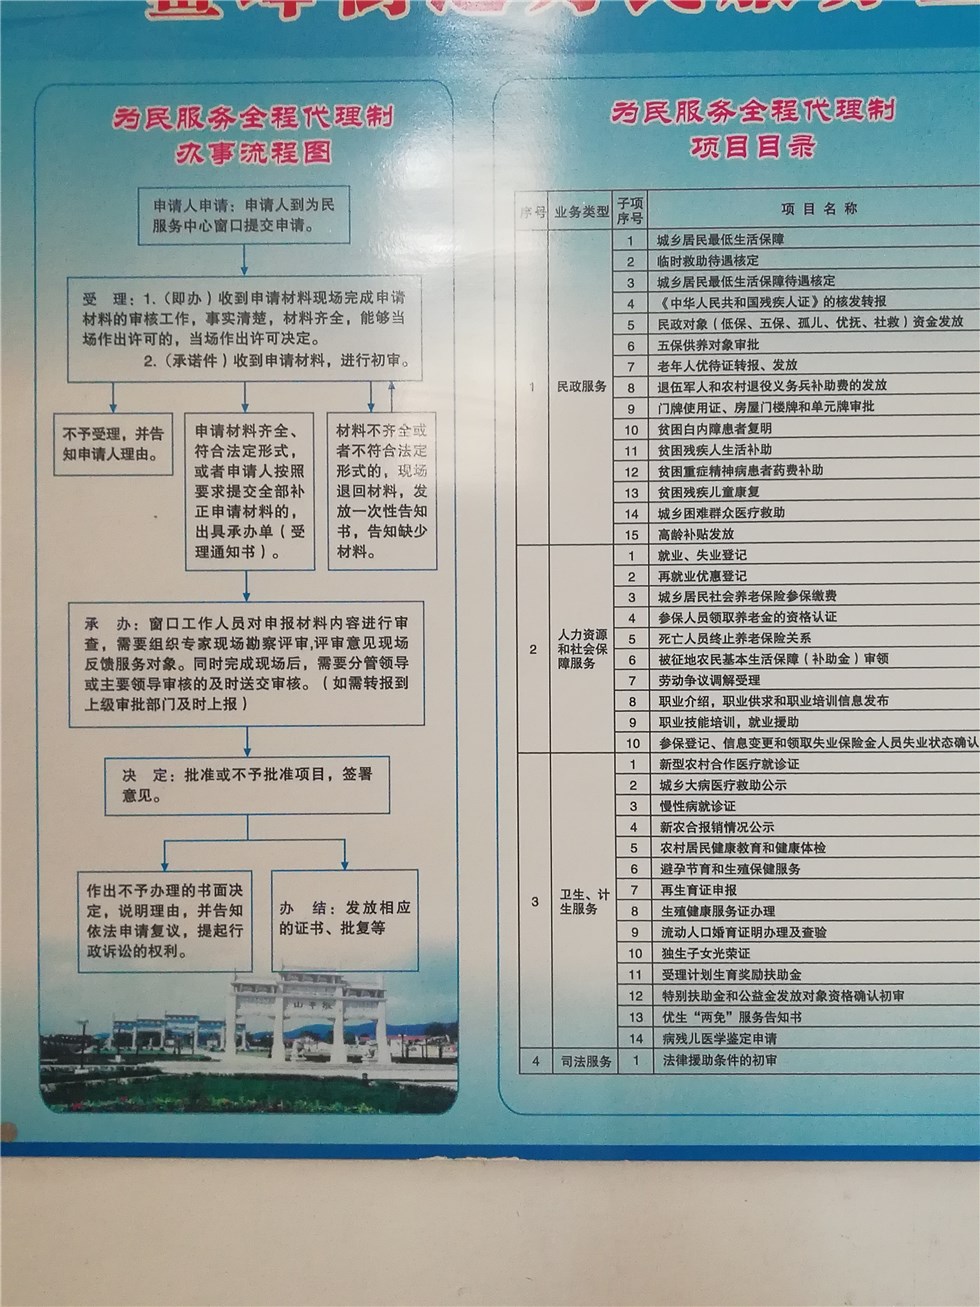 为民服务全程代理制
办事流程图
申请人申请：申请人到为民
服务中心窗口提交申请。
受　理：1.（即办）收到申请材料现场完成申请
材料的审核工作，事实清楚，材料齐全，能够当
场作出许可的，当场作出许可决定。
2.（承诺件）收到申请材料，进行初审。
不予受理，并告
知申请人理由。
申请材料齐全、
符合法定形式，
或者申请人按照
要求提交全部补
正申请材料的，
出具承办单（受
理通知书）。
材料不齐全或
者不符合法定
形式的，现场
退回材料，发
放一次性告知
书，告知缺少
材料。
承　办：窗口工作人员对申报材料内容进行审
查，需要组织专家现场勘察评审,评审意见现场
反馈服务对象。同时完成现场后，需要分管领导
或主要领导审核的及时送交审核。（如需转报到
上级审批部门及时上报）
决　定：批准或不予批准项目，签署
意见。
作出不予办理的书面决
定，说明理由，并告知
依法申请复议，提起行
政诉讼的权利。
办　结：发放相应
的证书、批复等
为民服务全程代理制
项目目录
序号 业务类型 子项序号 项目名称
1 民政服务
1 城乡居民最低生活保障
2 临时救助待遇核定
3 城乡居民最低生活保障待遇核定
4 《中华人民共和国残疾人证》的核发转报
5 民政对象（低保、五保、孤儿、优抚、社救）资金发放
6 五保供养对象审批
7 老年人优待证转报、发放
8 退伍军人和农村退役义务兵补助费的发放
9 门牌使用证、房屋门楼牌和单元牌审批
10 贫困白内障患者复明
11 贫困残疾人生活补助
12 贫困重症精神病患者药费补助
13 贫困残疾儿童康复
14 城乡困难群众医疗救助
15 高龄补贴发放
2 人力资源和社会保障服务
1 就业、失业登记
2 再就业优惠登记
3 城乡居民社会养老保险参保缴费
4 参保人员领取养老金的资格认证
5 死亡人员终止养老保险关系
6 被征地农民基本生活保障（补助金）审领
7 劳动争议调解受理
8 职业介绍，职业供求和职业培训信息发布
9 职业技能培训，就业援助
10 参保登记、信息变更和领取失业保险金人员失业状态确认
3 卫生、计生服务
1 新型农村合作医疗就诊证
2 城乡大病医疗救助公示
3 慢性病就诊证
4 新农合报销情况公示
5 农村居民健康教育和健康体检
6 避孕节育和生殖保健服务
7 再生育证申报
8 生殖健康服务证办理
9 流动人口婚育证明办理及查验
10 独生子女光荣证
11 受理计划生育奖励扶助金
12 特别扶助金和公益金发放对象资格确认初审
13 优生“两免”服务告知书
14 病残儿医学鉴定申请
4 司法服务
1 法律援助条件的初审